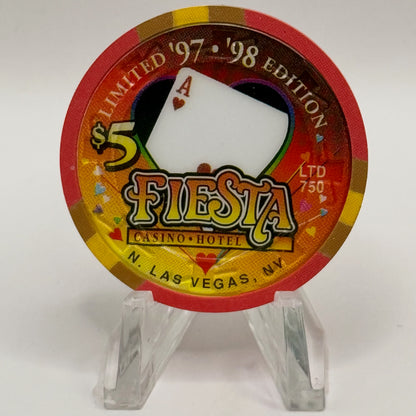 LIMITED '97 • '98 EDITION
A
$5
LTD
750
FIESTA
CASINO • HOTEL
N. LAS VEGAS, NV